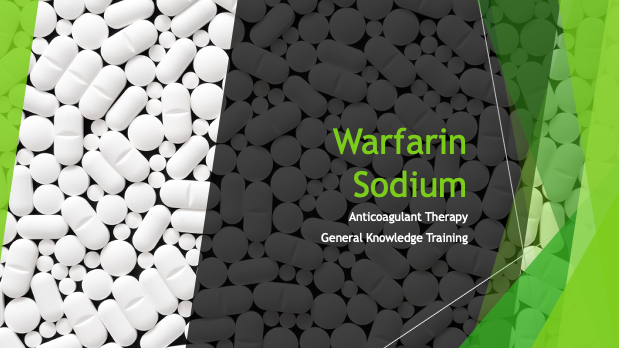 Warfarin
Sodium
Anticoagulant Therapy
General Knowledge Training